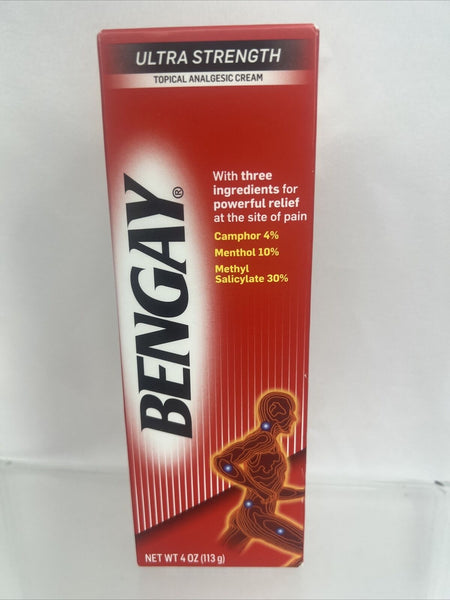 ULTRA STRENGTH
TOPICAL ANALGESIC CREAM
BENGAY®
With three
ingredients for
powerful relief
at the site of pain
Camphor 4%
Menthol 10%
Methyl
Salicylate 30%
NET WT 4 OZ (113 g)